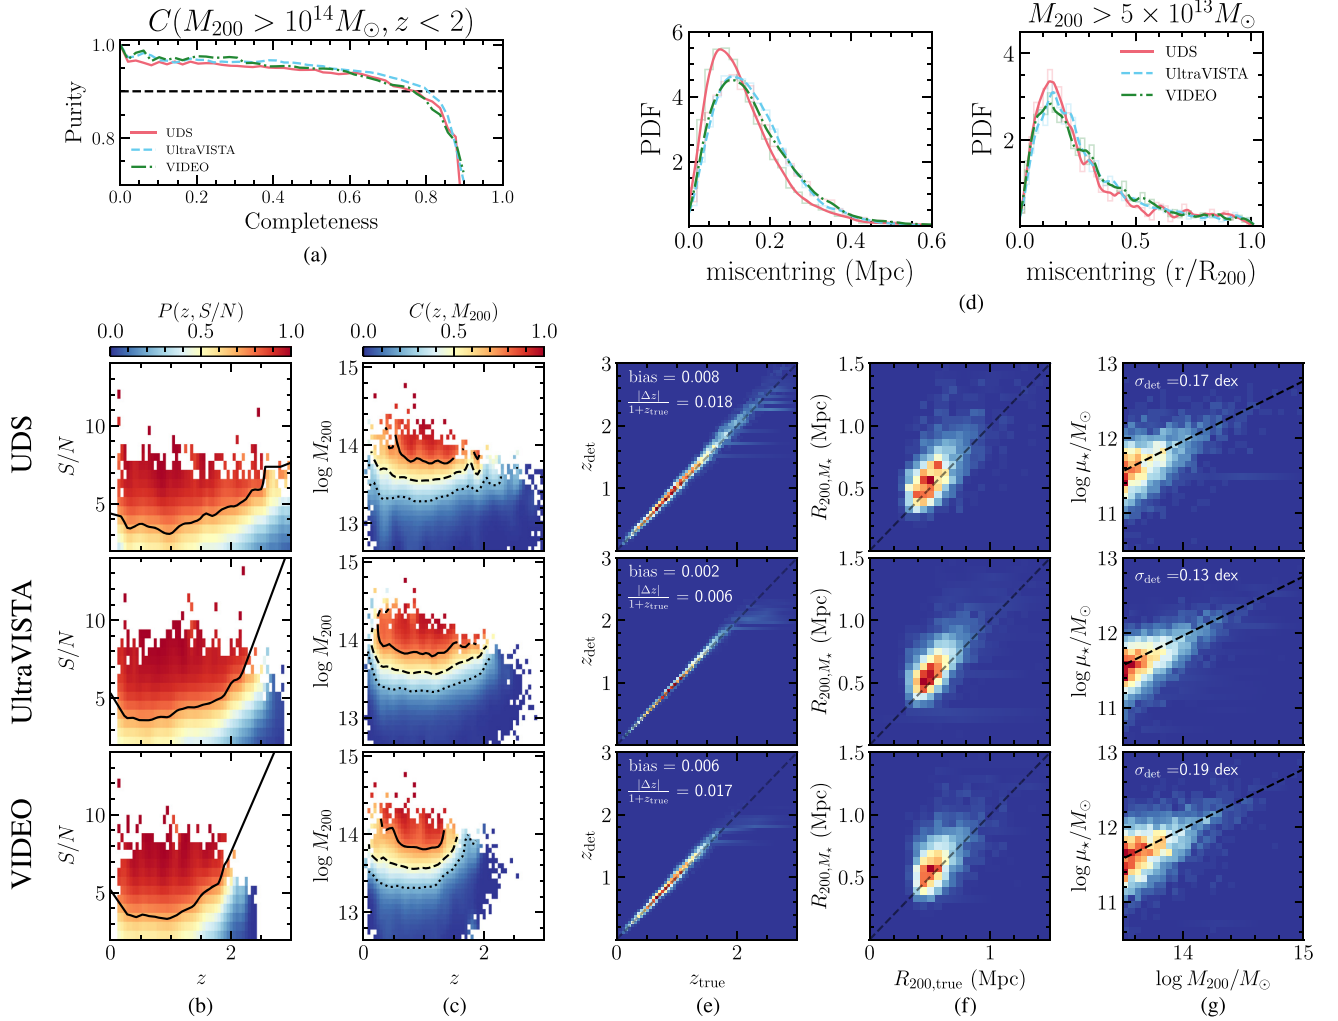 C(M200 > 10^14 M⊙, z < 2)
1.0
0.8
Purity
UDS
UltraVISTA
VIDEO
0.0 0.2 0.4 0.6 0.8 1.0
Completeness
(a)
6
4
2
PDF
0.0 0.2 0.4 0.6
miscentring (Mpc)
M200 > 5 × 10^13 M⊙
4
2
PDF
UDS
UltraVISTA
VIDEO
0.0 0.5 1.0
miscentring (r/R200)
(d)
P(z, S/N)
0.0 0.5 1.0
C(z, M200)
0.0 0.5 1.0
UDS
S/N
10
5
log M200
15
14
13
zdet
3
2
1
bias = 0.008
|Δz|/1+ztrue = 0.018
R200,M⋆ (Mpc)
1.5
1.0
0.5
0.0
log μ⋆/M⊙
13
12
11
σdet =0.17 dex
UltraVISTA
S/N
10
5
log M200
15
14
13
zdet
3
2
1
bias = 0.002
|Δz|/1+ztrue = 0.006
R200,M⋆ (Mpc)
1.5
1.0
0.5
0.0
log μ⋆/M⊙
13
12
11
σdet =0.13 dex
VIDEO
S/N
10
5
log M200
15
14
13
zdet
3
2
1
bias = 0.006
|Δz|/1+ztrue = 0.017
R200,M⋆ (Mpc)
1.5
1.0
0.5
0.0
log μ⋆/M⊙
13
12
11
σdet =0.19 dex
0 2
z
(b)
0 2
z
(c)
0 2
ztrue
(e)
0 1
R200,true (Mpc)
(f)
14 15
log M200/M⊙
(g)